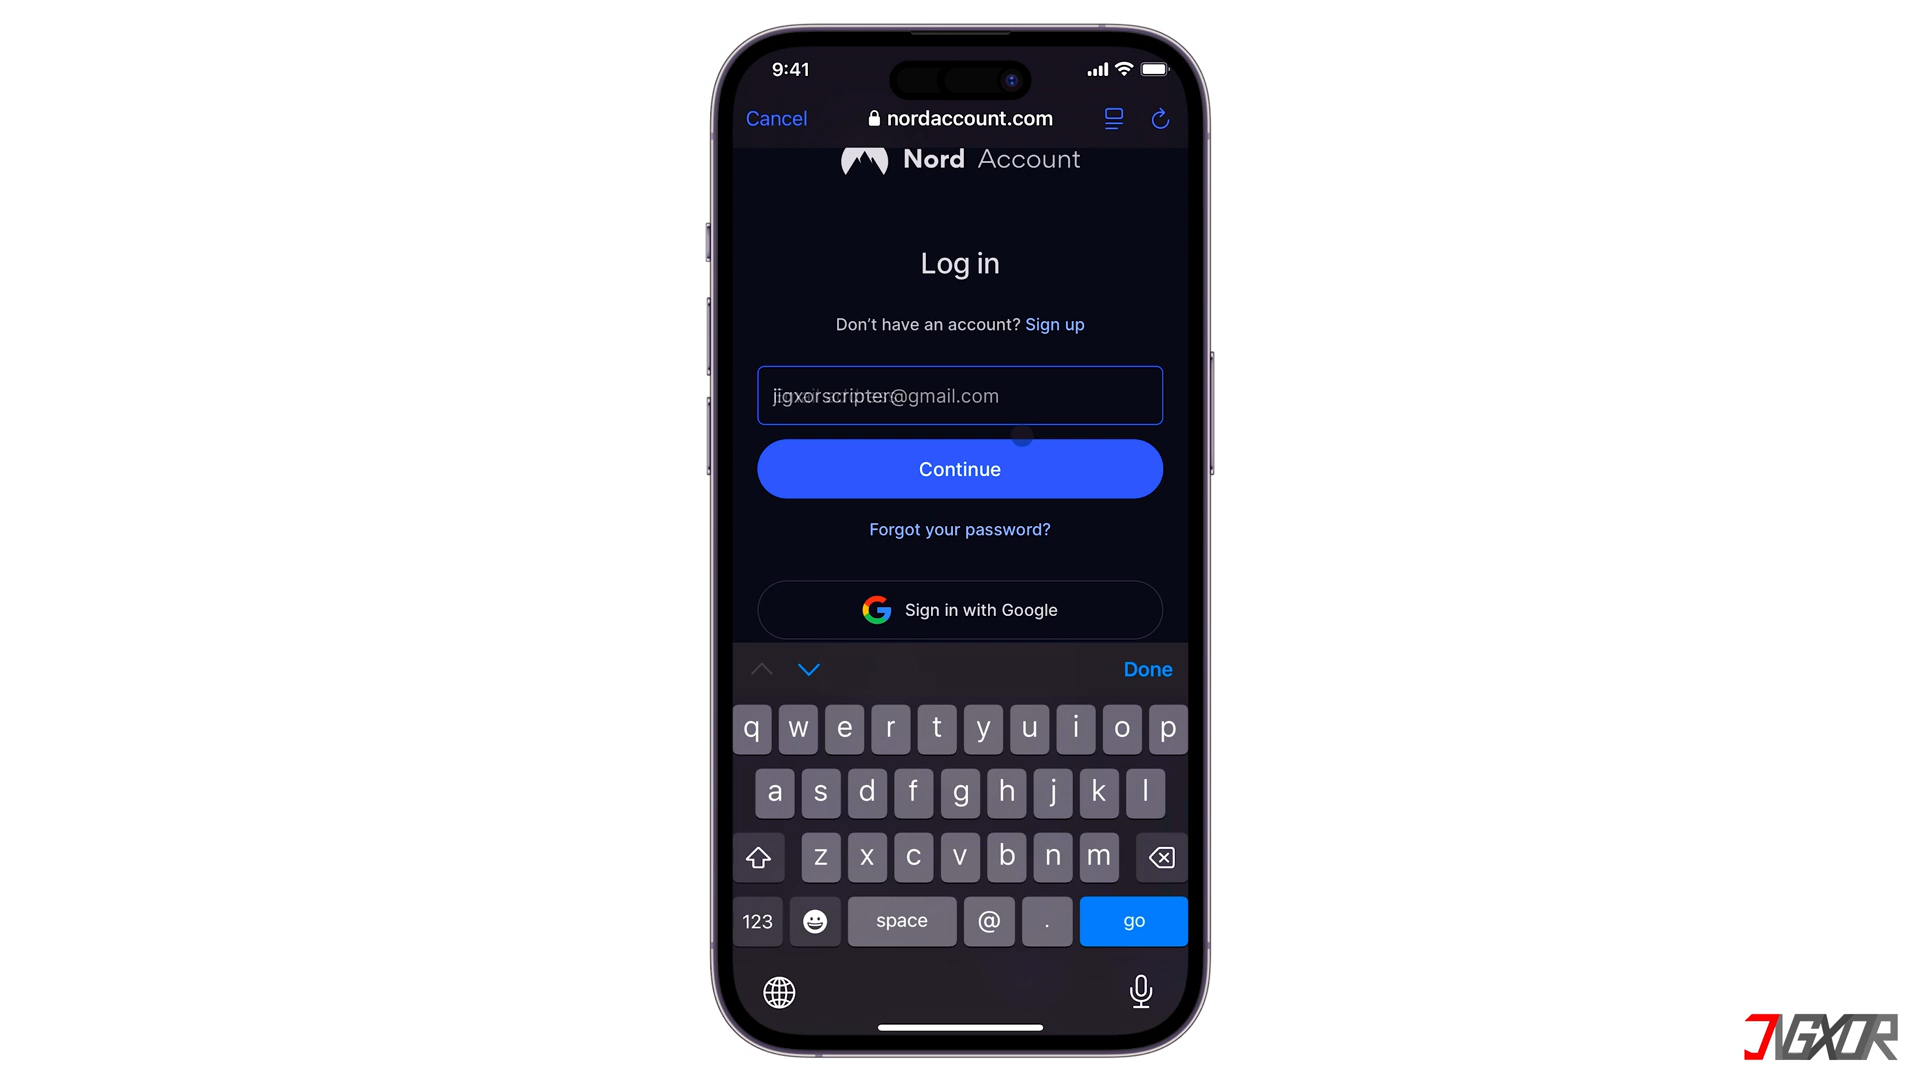 9:41
Cancel
nordaccount.com
Nord Account
Log in
Don't have an account? Sign up
jigxorscripter@gmail.com
Continue
Forgot your password?
Sign in with Google
Done
q w e r t y u i o p
a s d f g h j k l
z x c v b n m
123
space
@
.
go
JIGXOR